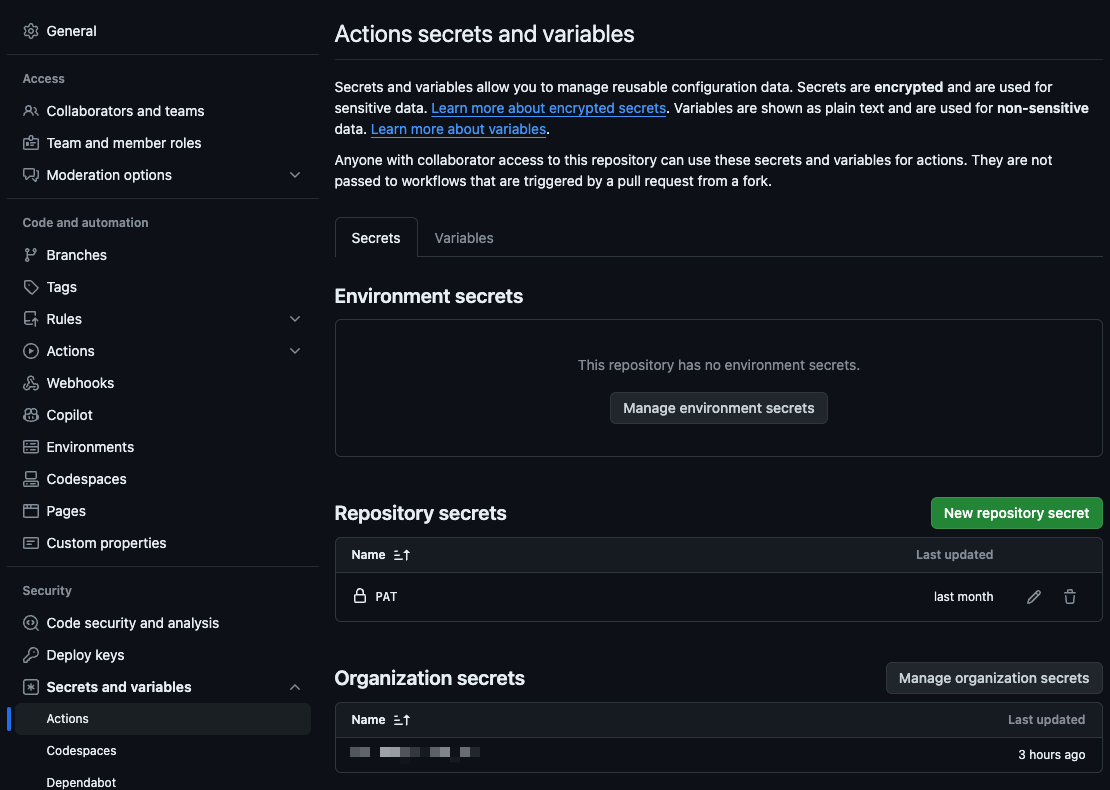 General
Access
Collaborators and teams
Team and member roles
Moderation options
Code and automation
Branches
Tags
Rules
Actions
Webhooks
Copilot
Environments
Codespaces
Pages
Custom properties
Security
Code security and analysis
Deploy keys
Secrets and variables
Actions
Codespaces
Dependabot
Actions secrets and variables
Secrets and variables allow you to manage reusable configuration data. Secrets are encrypted and are used for
sensitive data. Learn more about encrypted secrets. Variables are shown as plain text and are used for non-sensitive
data. Learn more about variables.
Anyone with collaborator access to this repository can use these secrets and variables for actions. They are not
passed to workflows that are triggered by a pull request from a fork.
Secrets Variables
Environment secrets
This repository has no environment secrets.
Manage environment secrets
Repository secrets New repository secret
Name Last updated
PAT last month
Organization secrets Manage organization secrets
Name Last updated
3 hours ago